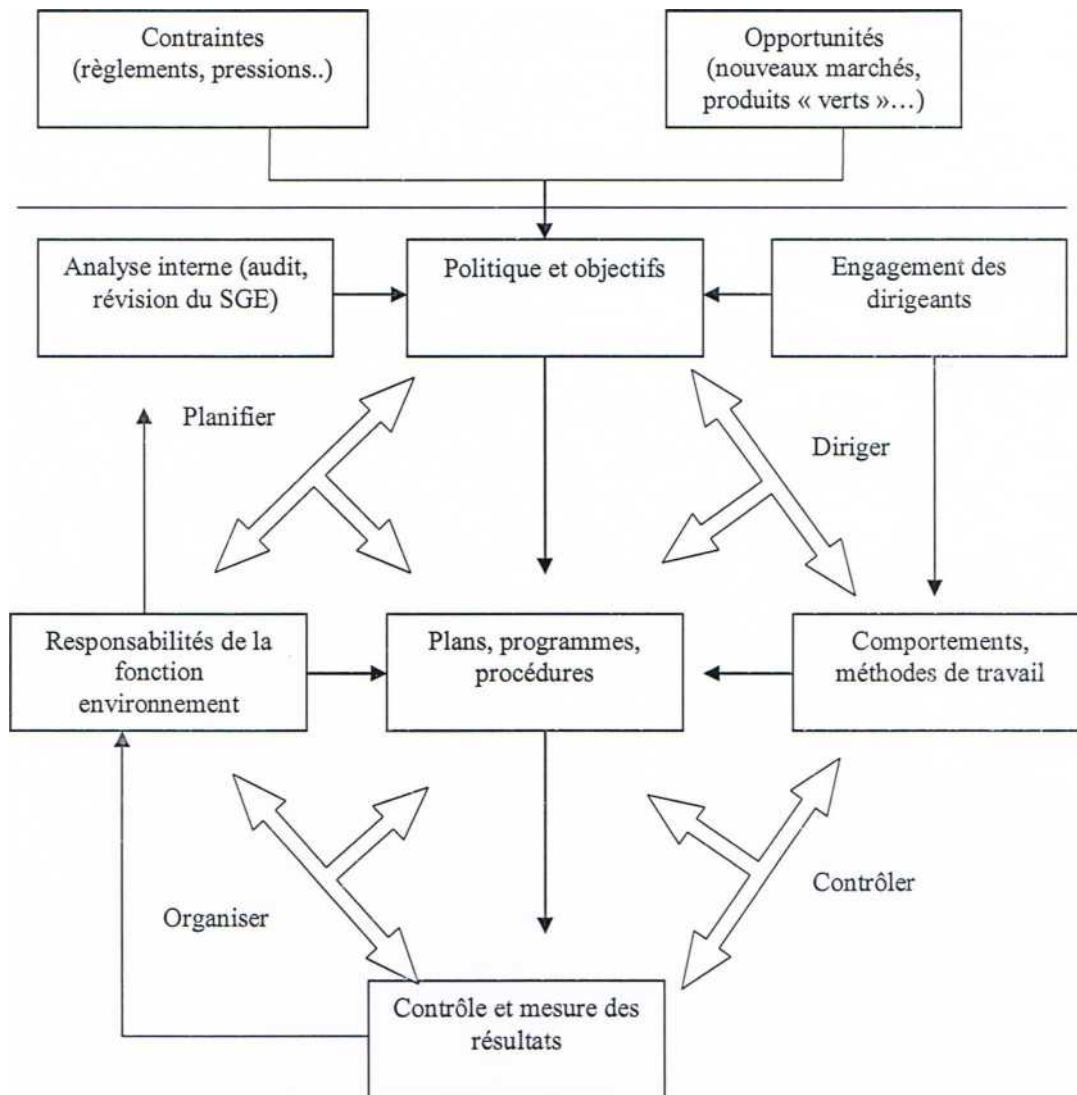 Contraintes
(règlements, pressions..)
Opportunités
(nouveaux marchés,
produits « verts »…)
Analyse interne (audit,
révision du SGE)
Politique et objectifs
Engagement des
dirigeants
Planifier
Diriger
Responsabilités de la
fonction
environnement
Plans, programmes,
procédures
Comportements,
méthodes de travail
Organiser
Contrôler
Contrôle et mesure des
résultats